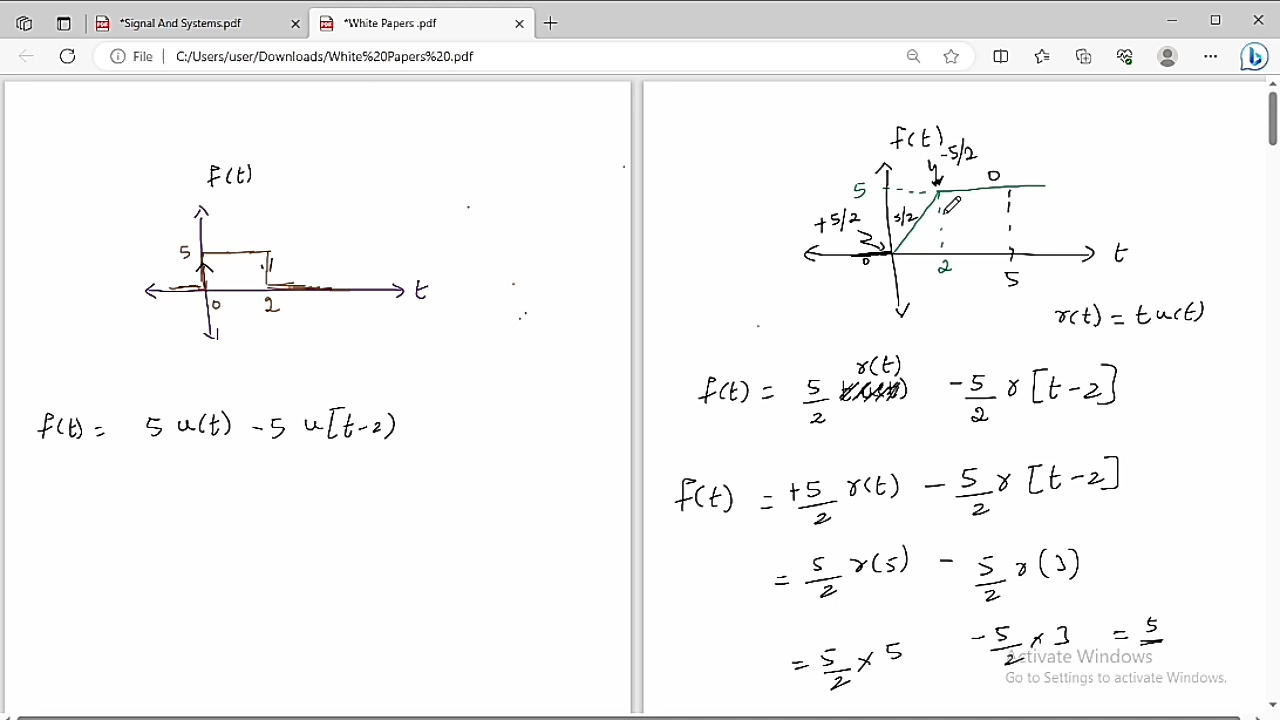 *Signal And Systems.pdf
*White Papers .pdf
File
C:/Users/user/Downloads/White%20Papers%20.pdf
f(t)
5
0
2
t
f(t) = 5 u(t) - 5 u[t-2)
f(t)
-5/2
0
5
+5/2
5/2
0
2
5
t
r(t) = t u(t)
r(t)
f(t) = 5/2 -5/2 r[t-2]
f(t) = +5/2 r(t) - 5/2 r[t-2]
= 5/2 r(5) - 5/2 r(3)
= 5/2 × 5 - 5/2 × 3 = 5
Activate Windows
Go to Settings to activate Windows.